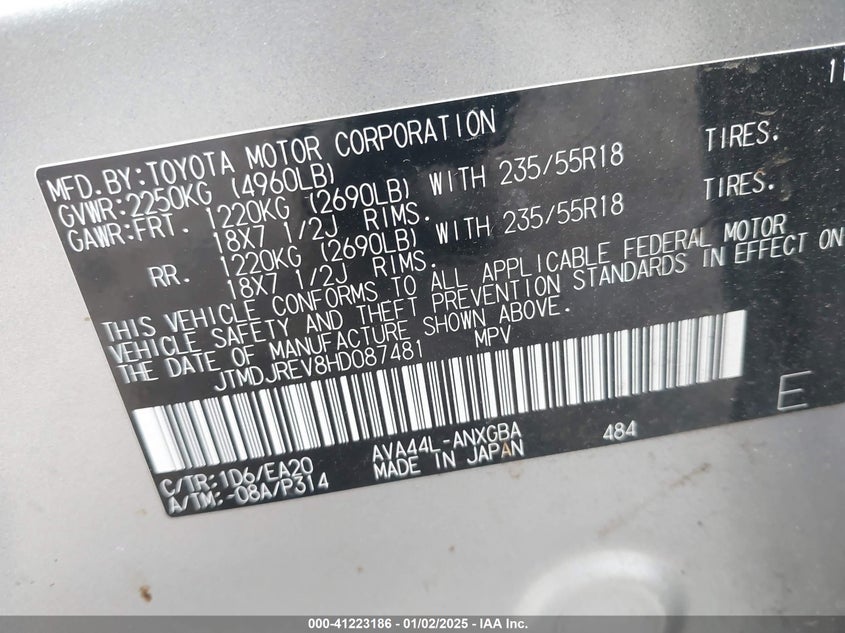 11
MFD.BY:TOYOTA MOTOR CORPORATION
GVWR:2250KG (4960LB)
GAWR:FRT. 1220KG (2690LB) WITH 235/55R18 TIRES.
18X7 1/2J RIMS.
RR. 1220KG (2690LB) WITH 235/55R18 TIRES.
18X7 1/2J RIMS.
THIS VEHICLE CONFORMS TO ALL APPLICABLE FEDERAL MOTOR
VEHICLE SAFETY AND THEFT PREVENTION STANDARDS IN EFFECT ON
THE DATE OF MANUFACTURE SHOWN ABOVE.
JTMDJREV8HD087481 MPV
E
AVA44L-ANXGBA 484
C/TR:1D6/EA20 MADE IN JAPAN
A/TM:-08A/P314
000-41223186 — 01/02/2025 — IAA Inc.